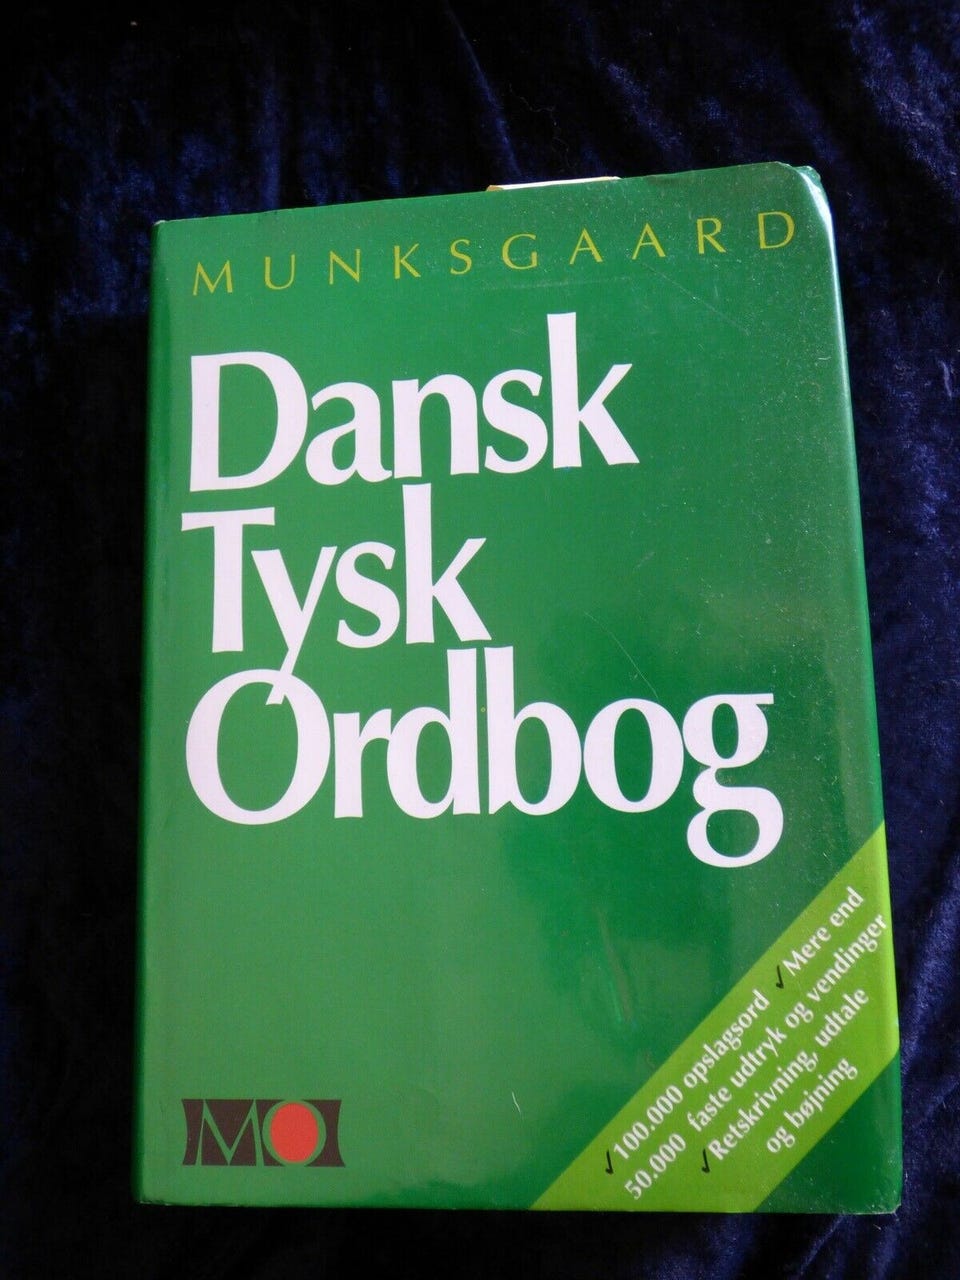 MUNKSGAARD
Dansk
Tysk
Ordbog
✓ 100.000 opslagsord ✓ Mere end
50.000 faste udtryk og vendinger
✓ Retskrivning, udtale
og bøjning
MO